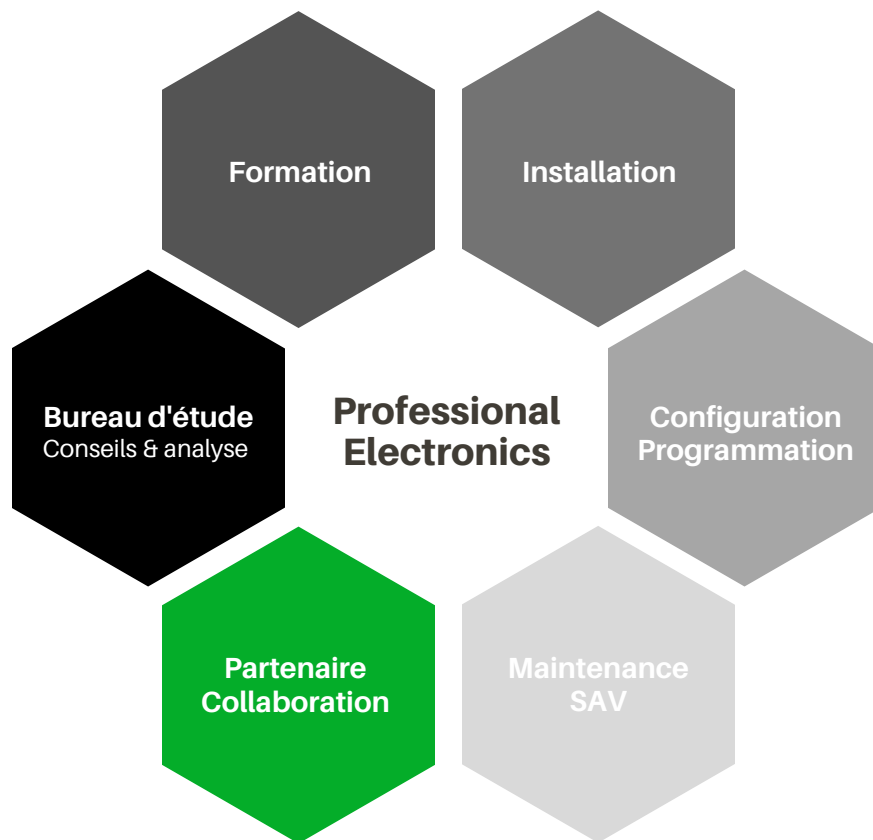 Formation
Installation
Bureau d'étude
Conseils & analyse
Professional
Electronics
Configuration
Programmation
Partenaire
Collaboration
Maintenance
SAV